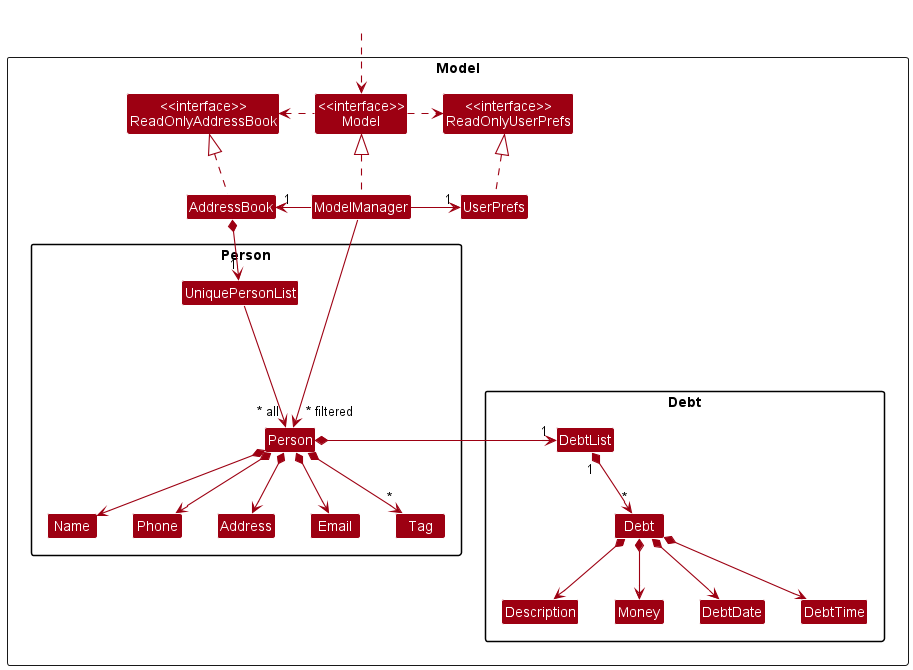 Model
<<interface>>
ReadOnlyAddressBook
<<interface>>
Model
<<interface>>
ReadOnlyUserPrefs
AddressBook
1
ModelManager
1
UserPrefs
Person
1
UniquePersonList
* all
* filtered
Debt
Person
1
DebtList
1
*
*
Name
Phone
Address
Email
Tag
Debt
Description
Money
DebtDate
DebtTime